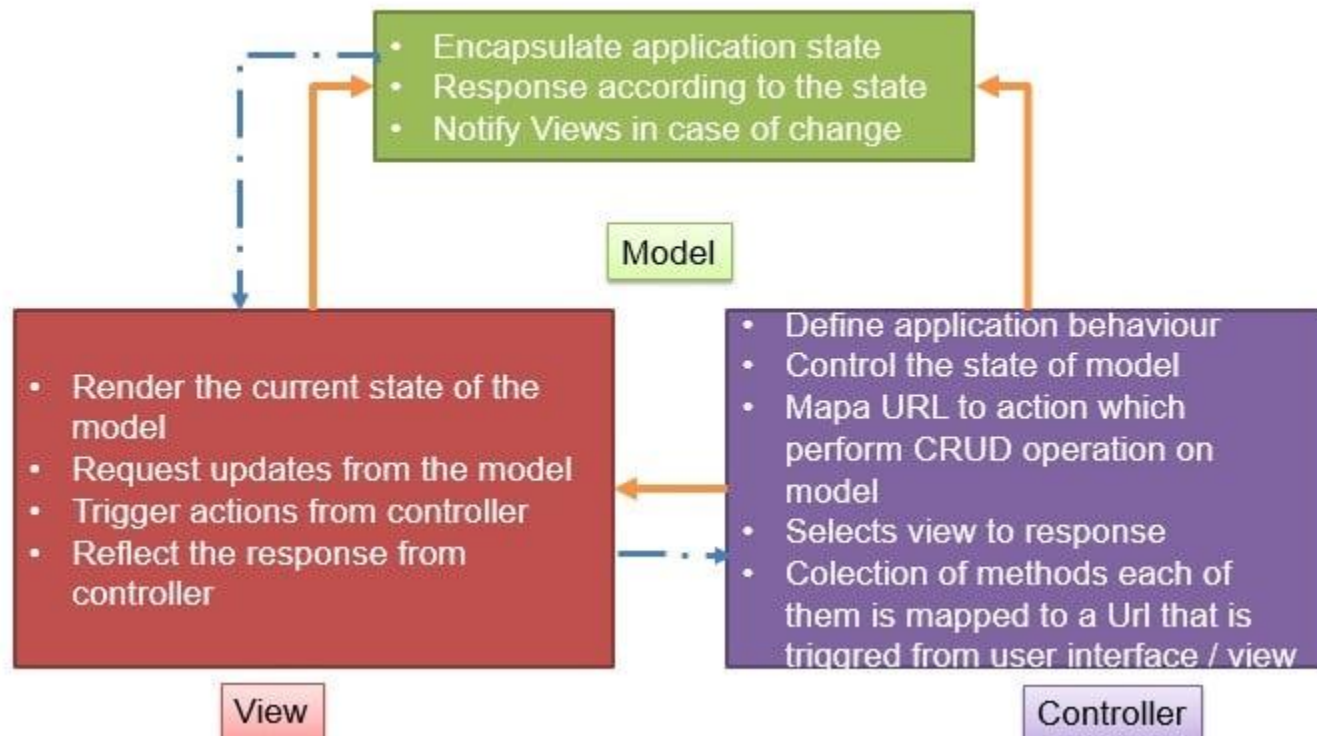 • Encapsulate application state
• Response according to the state
• Notify Views in case of change
Model
• Render the current state of the
model
• Request updates from the model
• Trigger actions from controller
• Reflect the response from
controller
View
• Define application behaviour
• Control the state of model
• Mapa URL to action which
perform CRUD operation on
model
• Selects view to response
• Colection of methods each of
them is mapped to a Url that is
triggred from user interface / view
Controller